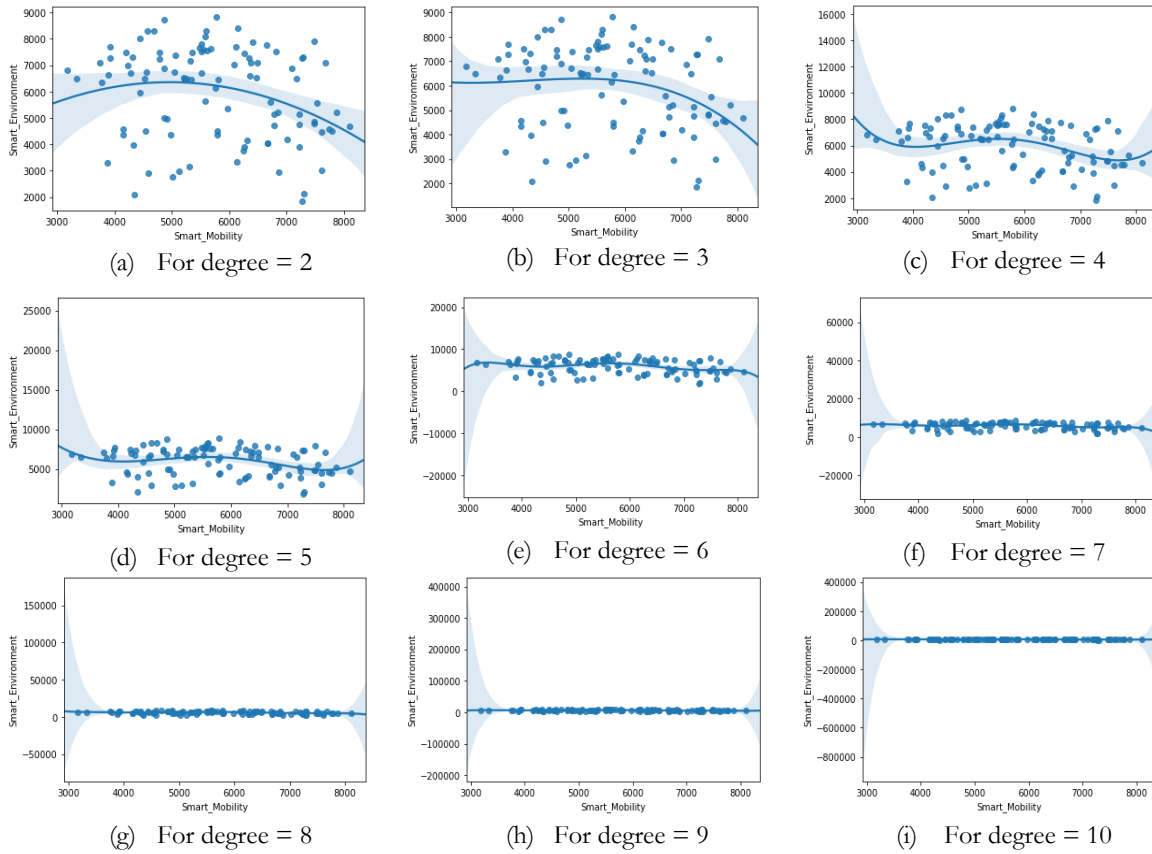 9000
8000
7000
6000
5000
4000
3000
2000
Smart_Environment
3000 4000 5000 6000 7000 8000
Smart_Mobility
(a) For degree = 2
9000
8000
7000
6000
5000
4000
3000
2000
Smart_Environment
3000 4000 5000 6000 7000 8000
Smart_Mobility
(b) For degree = 3
16000
14000
12000
10000
8000
6000
4000
2000
Smart_Environment
3000 4000 5000 6000 7000 8000
Smart_Mobility
(c) For degree = 4
25000
20000
15000
10000
5000
Smart_Environment
3000 4000 5000 6000 7000 8000
Smart_Mobility
(d) For degree = 5
20000
10000
0
−10000
−20000
Smart_Environment
3000 4000 5000 6000 7000 8000
Smart_Mobility
(e) For degree = 6
60000
40000
20000
0
−20000
Smart_Environment
3000 4000 5000 6000 7000 8000
Smart_Mobility
(f) For degree = 7
150000
100000
50000
0
−50000
Smart_Environment
3000 4000 5000 6000 7000 8000
Smart_Mobility
(g) For degree = 8
400000
300000
200000
100000
0
−100000
−200000
Smart_Environment
3000 4000 5000 6000 7000 8000
Smart_Mobility
(h) For degree = 9
400000
200000
0
−200000
−400000
−600000
−800000
Smart_Environment
3000 4000 5000 6000 7000 8000
Smart_Mobility
(i) For degree = 10